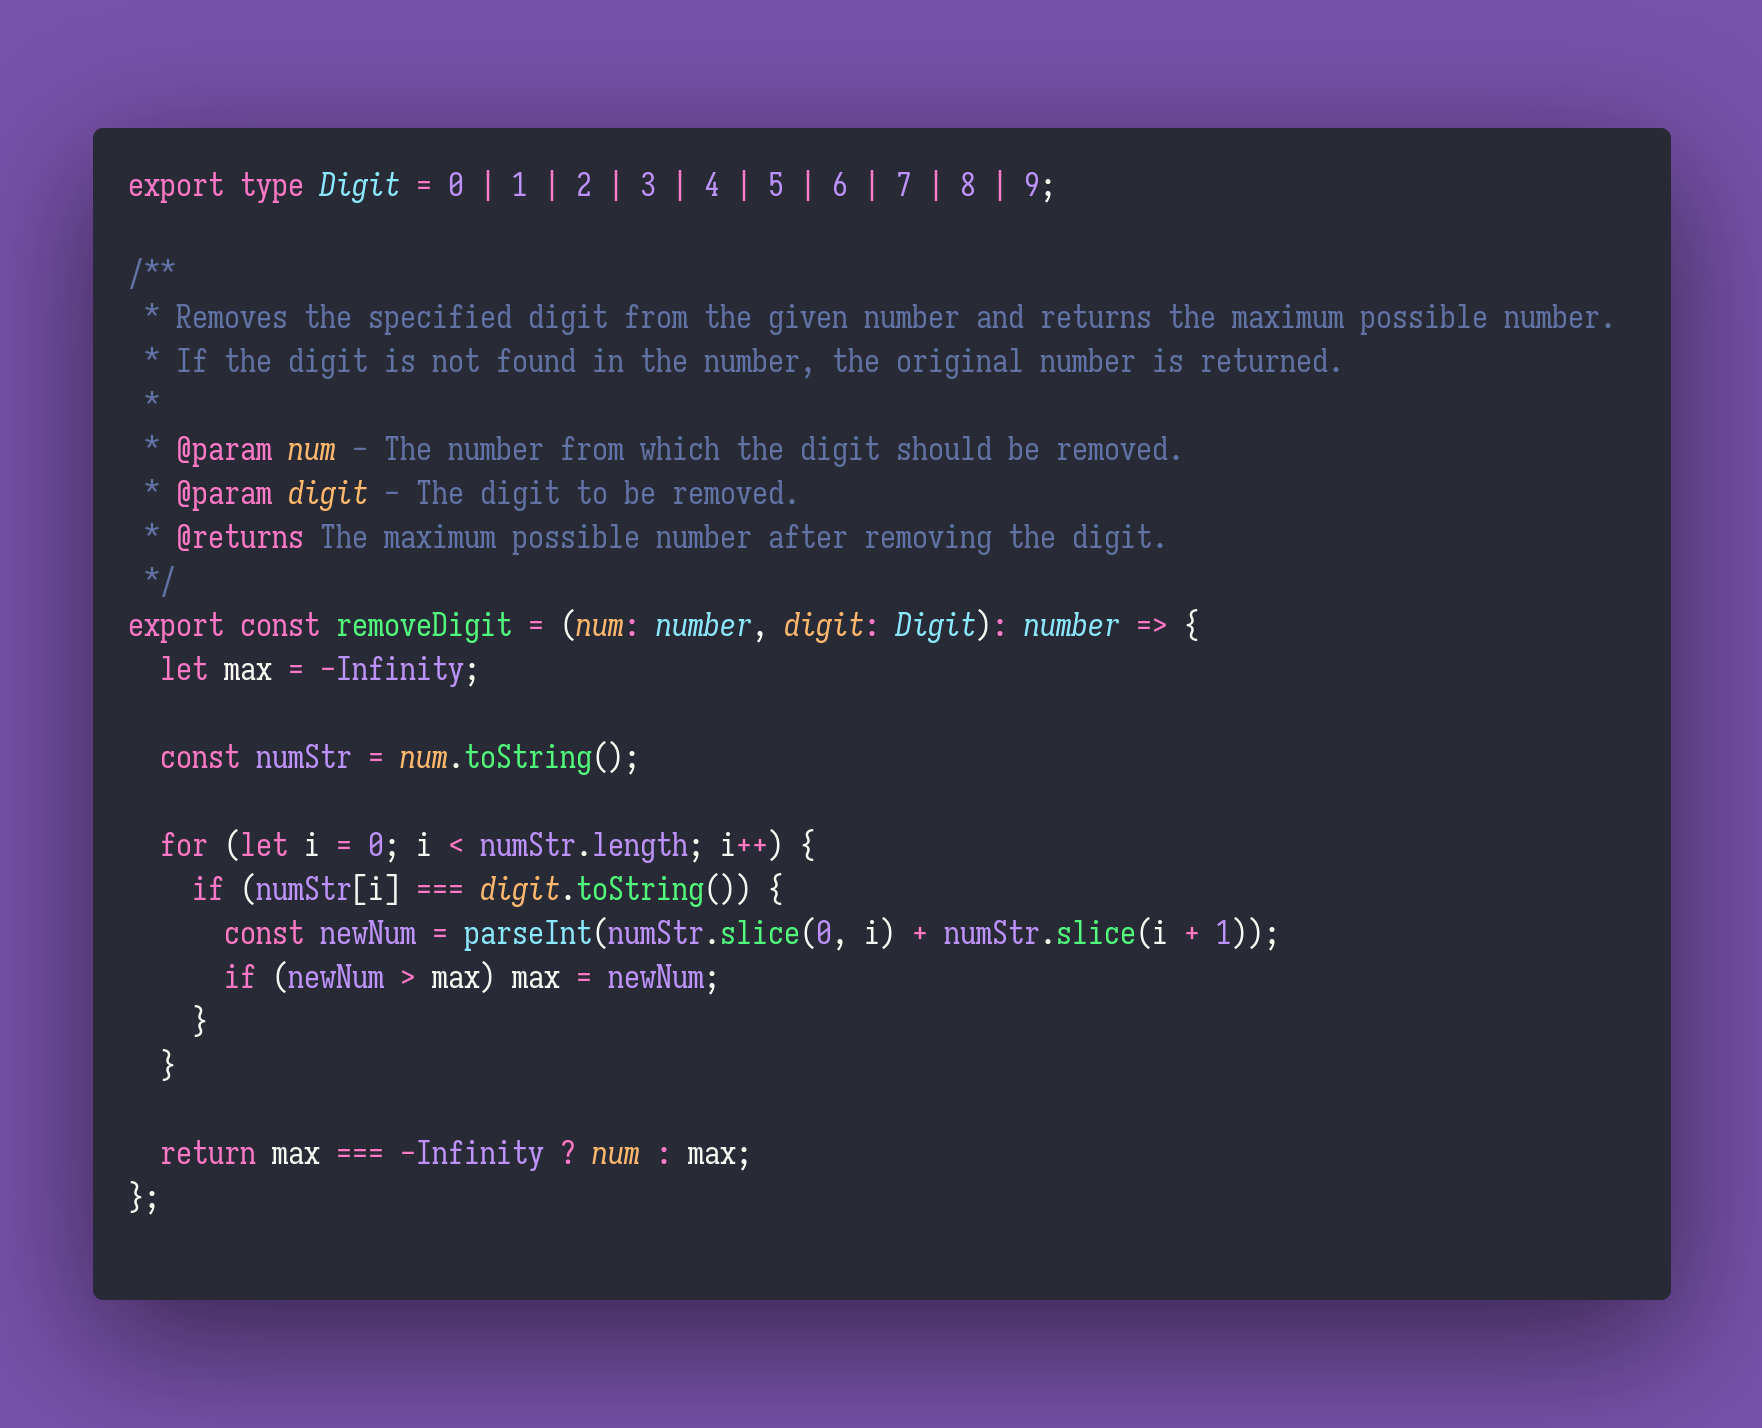 export type Digit = 0 | 1 | 2 | 3 | 4 | 5 | 6 | 7 | 8 | 9;

/**
 * Removes the specified digit from the given number and returns the maximum possible number.
 * If the digit is not found in the number, the original number is returned.
 *
 * @param num - The number from which the digit should be removed.
 * @param digit - The digit to be removed.
 * @returns The maximum possible number after removing the digit.
 */
export const removeDigit = (num: number, digit: Digit): number => {
  let max = -Infinity;

  const numStr = num.toString();

  for (let i = 0; i < numStr.length; i++) {
    if (numStr[i] === digit.toString()) {
      const newNum = parseInt(numStr.slice(0, i) + numStr.slice(i + 1));
      if (newNum > max) max = newNum;
    }
  }

  return max === -Infinity ? num : max;
};